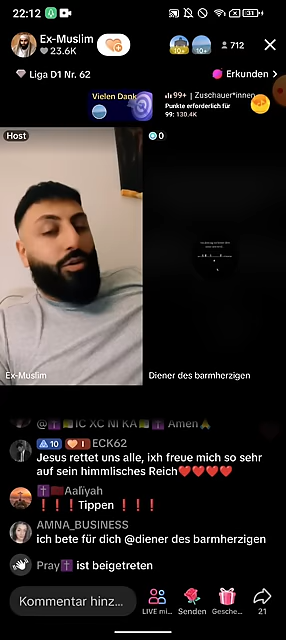 22:12
Ex-Muslim
23.6K
712
Liga D1 Nr. 62
Erkunden
Vielen Dank
99+ | Zuschauer*innen
Punkte erforderlich für
99: 130.4K
Host
0
Ex-Muslim
Diener des barmherzigen
Amen
10 1 ECK62
Jesus rettet uns alle, ixh freue mich so sehr
auf sein himmlisches Reich❤️❤️❤️❤️
Aaliyah
❗❗❗Tippen❗❗❗
AMNA_BUSINESS
ich bete für dich @diener des barmherzigen
Pray✝️ ist beigetreten
Kommentar hinz...
LIVE mi...
Senden
Gesche...
21